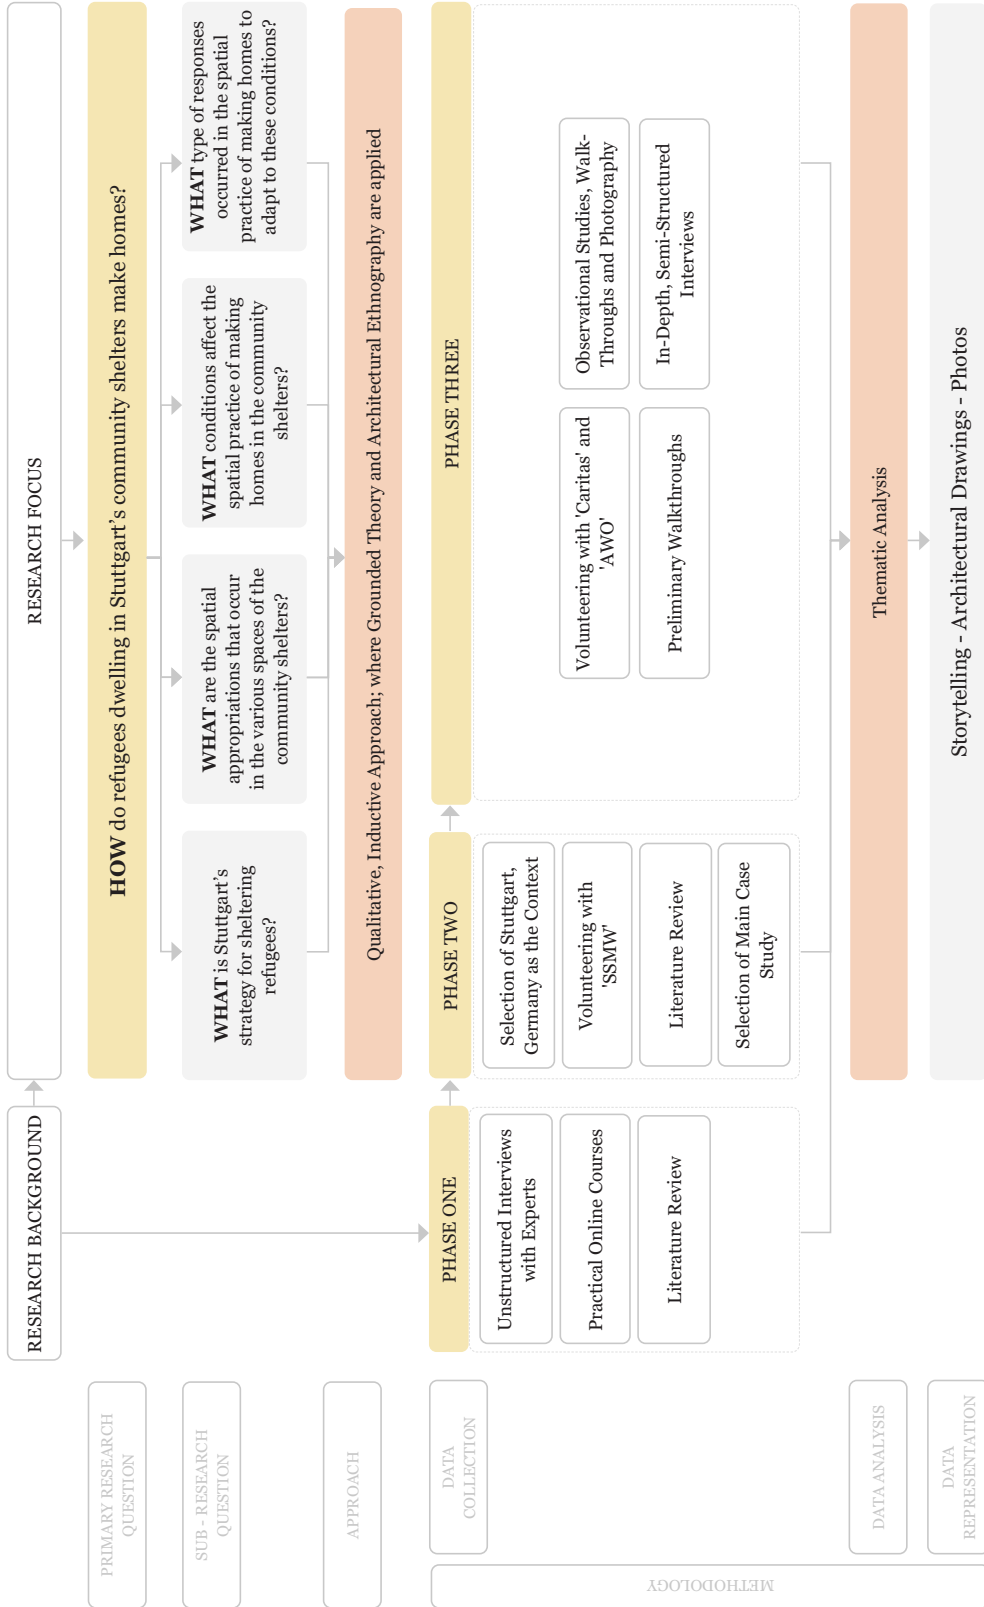 RESEARCH BACKGROUND
RESEARCH FOCUS
PRIMARY RESEARCH
QUESTION
HOW do refugees dwelling in Stuttgart's community shelters make homes?
SUB - RESEARCH
QUESTION
WHAT is Stuttgart's
strategy for sheltering
refugees?
WHAT are the spatial
appropriations that occur
in the various spaces of the
community shelters?
WHAT conditions affect the
spatial practice of making
homes in the community
shelters?
WHAT type of responses
occurred in the spatial
practice of making homes to
adapt to these conditions?
APPROACH
Qualitative, Inductive Approach; where Grounded Theory and Architectural Ethnography are applied
METHODOLOGY
DATA
COLLECTION
PHASE ONE
Unstructured Interviews
with Experts
Practical Online Courses
Literature Review
PHASE TWO
Selection of Stuttgart,
Germany as the Context
Volunteering with
'SSMW'
Literature Review
Selection of Main Case
Study
PHASE THREE
Volunteering with 'Caritas' and
'AWO'
Preliminary Walkthroughs
Observational Studies, Walk-
Throughs and Photography
In-Depth, Semi-Structured
Interviews
DATA ANALYSIS
Thematic Analysis
DATA
REPRESENTATION
Storytelling - Architectural Drawings - Photos